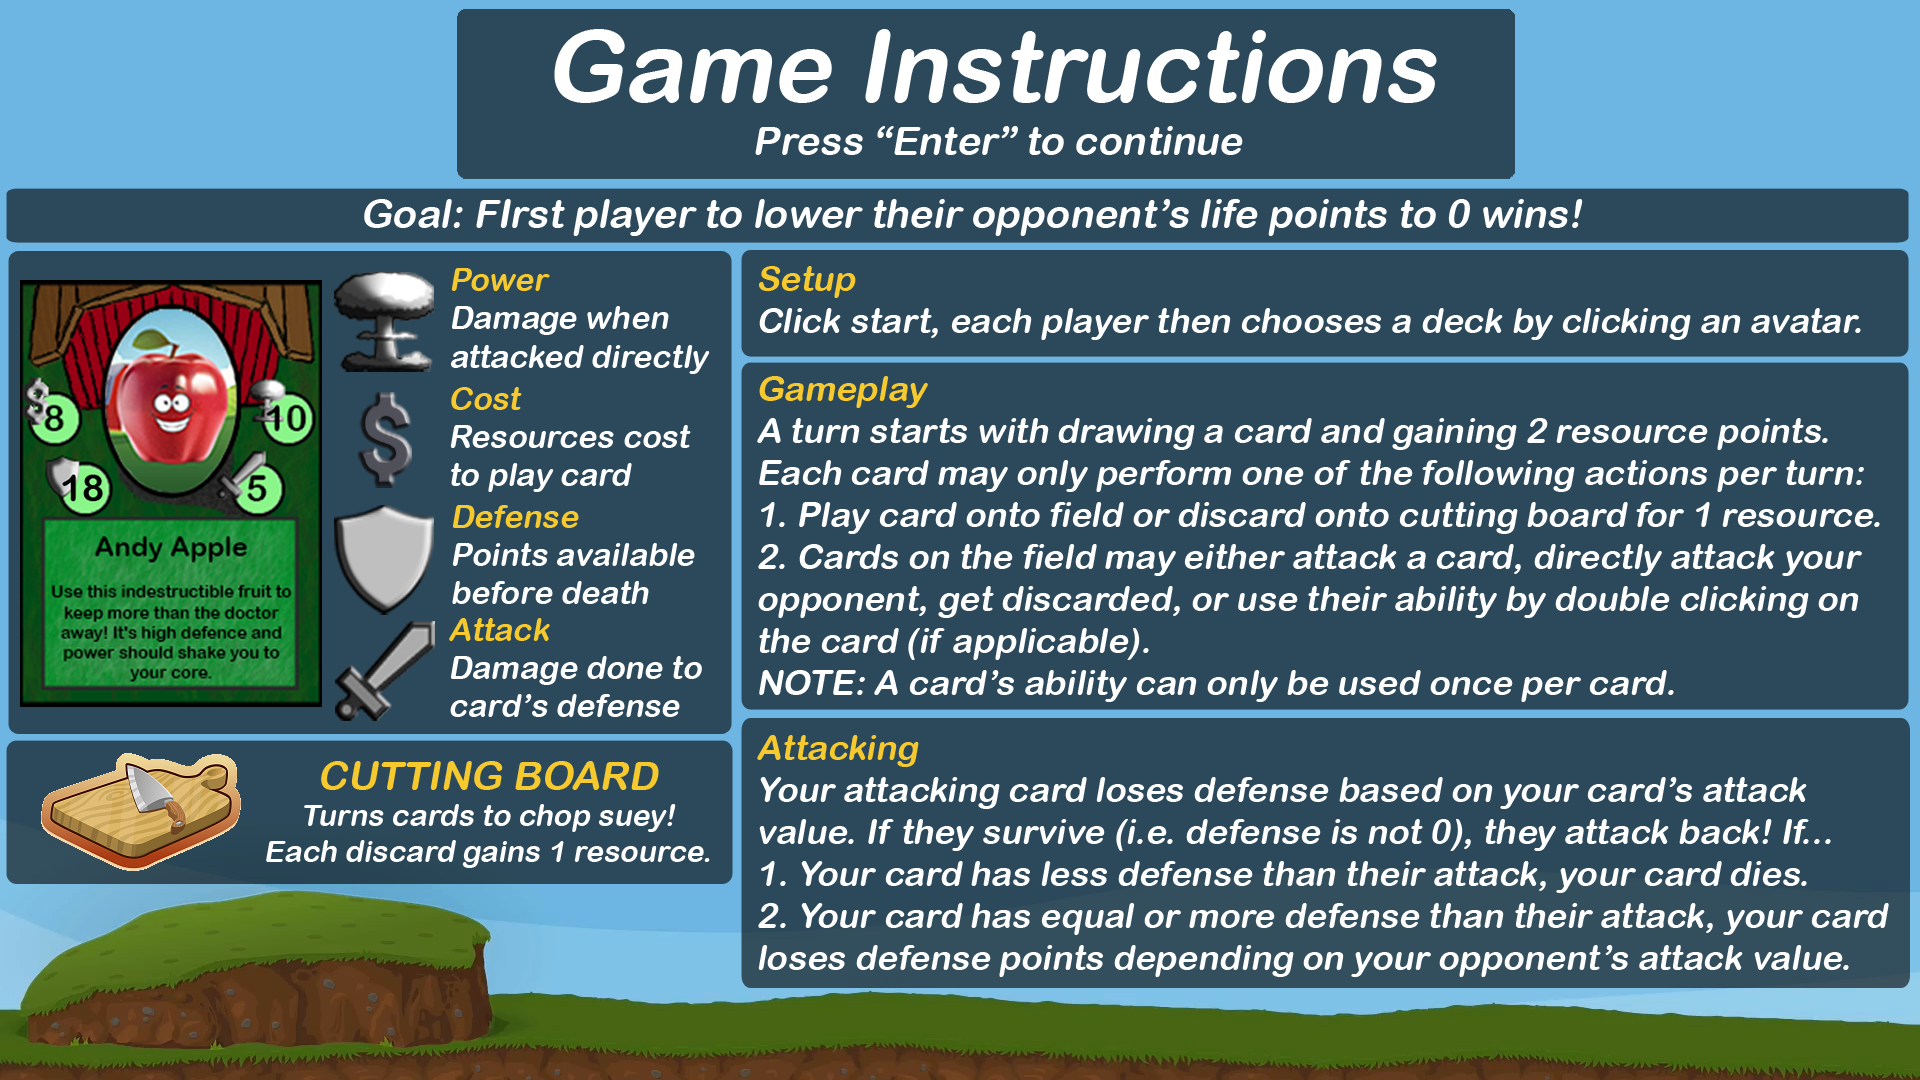 Game Instructions
Press “Enter” to continue
Goal: FIrst player to lower their opponent’s life points to 0 wins!
8
10
18
5
Andy Apple
Use this indestructible fruit to
keep more than the doctor
away! It's high defence and
power should shake you to
your core.
Power
Damage when
attacked directly
$
Cost
Resources cost
to play card
Defense
Points available
before death
Attack
Damage done to
card’s defense
CUTTING BOARD
Turns cards to chop suey!
Each discard gains 1 resource.
Setup
Click start, each player then chooses a deck by clicking an avatar.
Gameplay
A turn starts with drawing a card and gaining 2 resource points.
Each card may only perform one of the following actions per turn:
1. Play card onto field or discard onto cutting board for 1 resource.
2. Cards on the field may either attack a card, directly attack your
opponent, get discarded, or use their ability by double clicking on
the card (if applicable).
NOTE: A card’s ability can only be used once per card.
Attacking
Your attacking card loses defense based on your card’s attack
value. If they survive (i.e. defense is not 0), they attack back! If...
1. Your card has less defense than their attack, your card dies.
2. Your card has equal or more defense than their attack, your card
loses defense points depending on your opponent’s attack value.